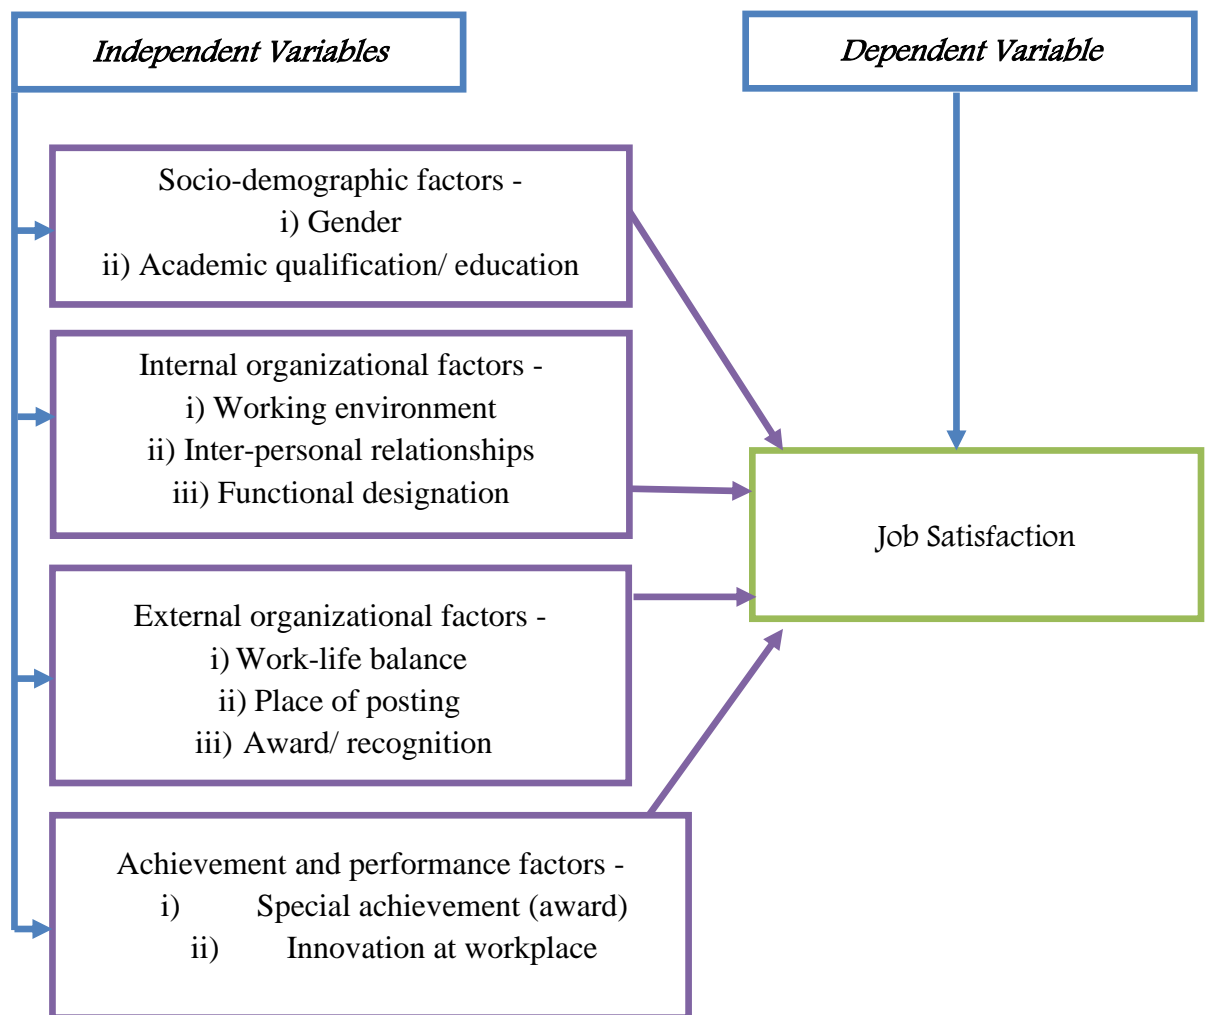 Independent Variables
Dependent Variable
Socio-demographic factors -
i) Gender
ii) Academic qualification/ education
Internal organizational factors -
i) Working environment
ii) Inter-personal relationships
iii) Functional designation
Job Satisfaction
External organizational factors -
i) Work-life balance
ii) Place of posting
iii) Award/ recognition
Achievement and performance factors -
i) Special achievement (award)
ii) Innovation at workplace